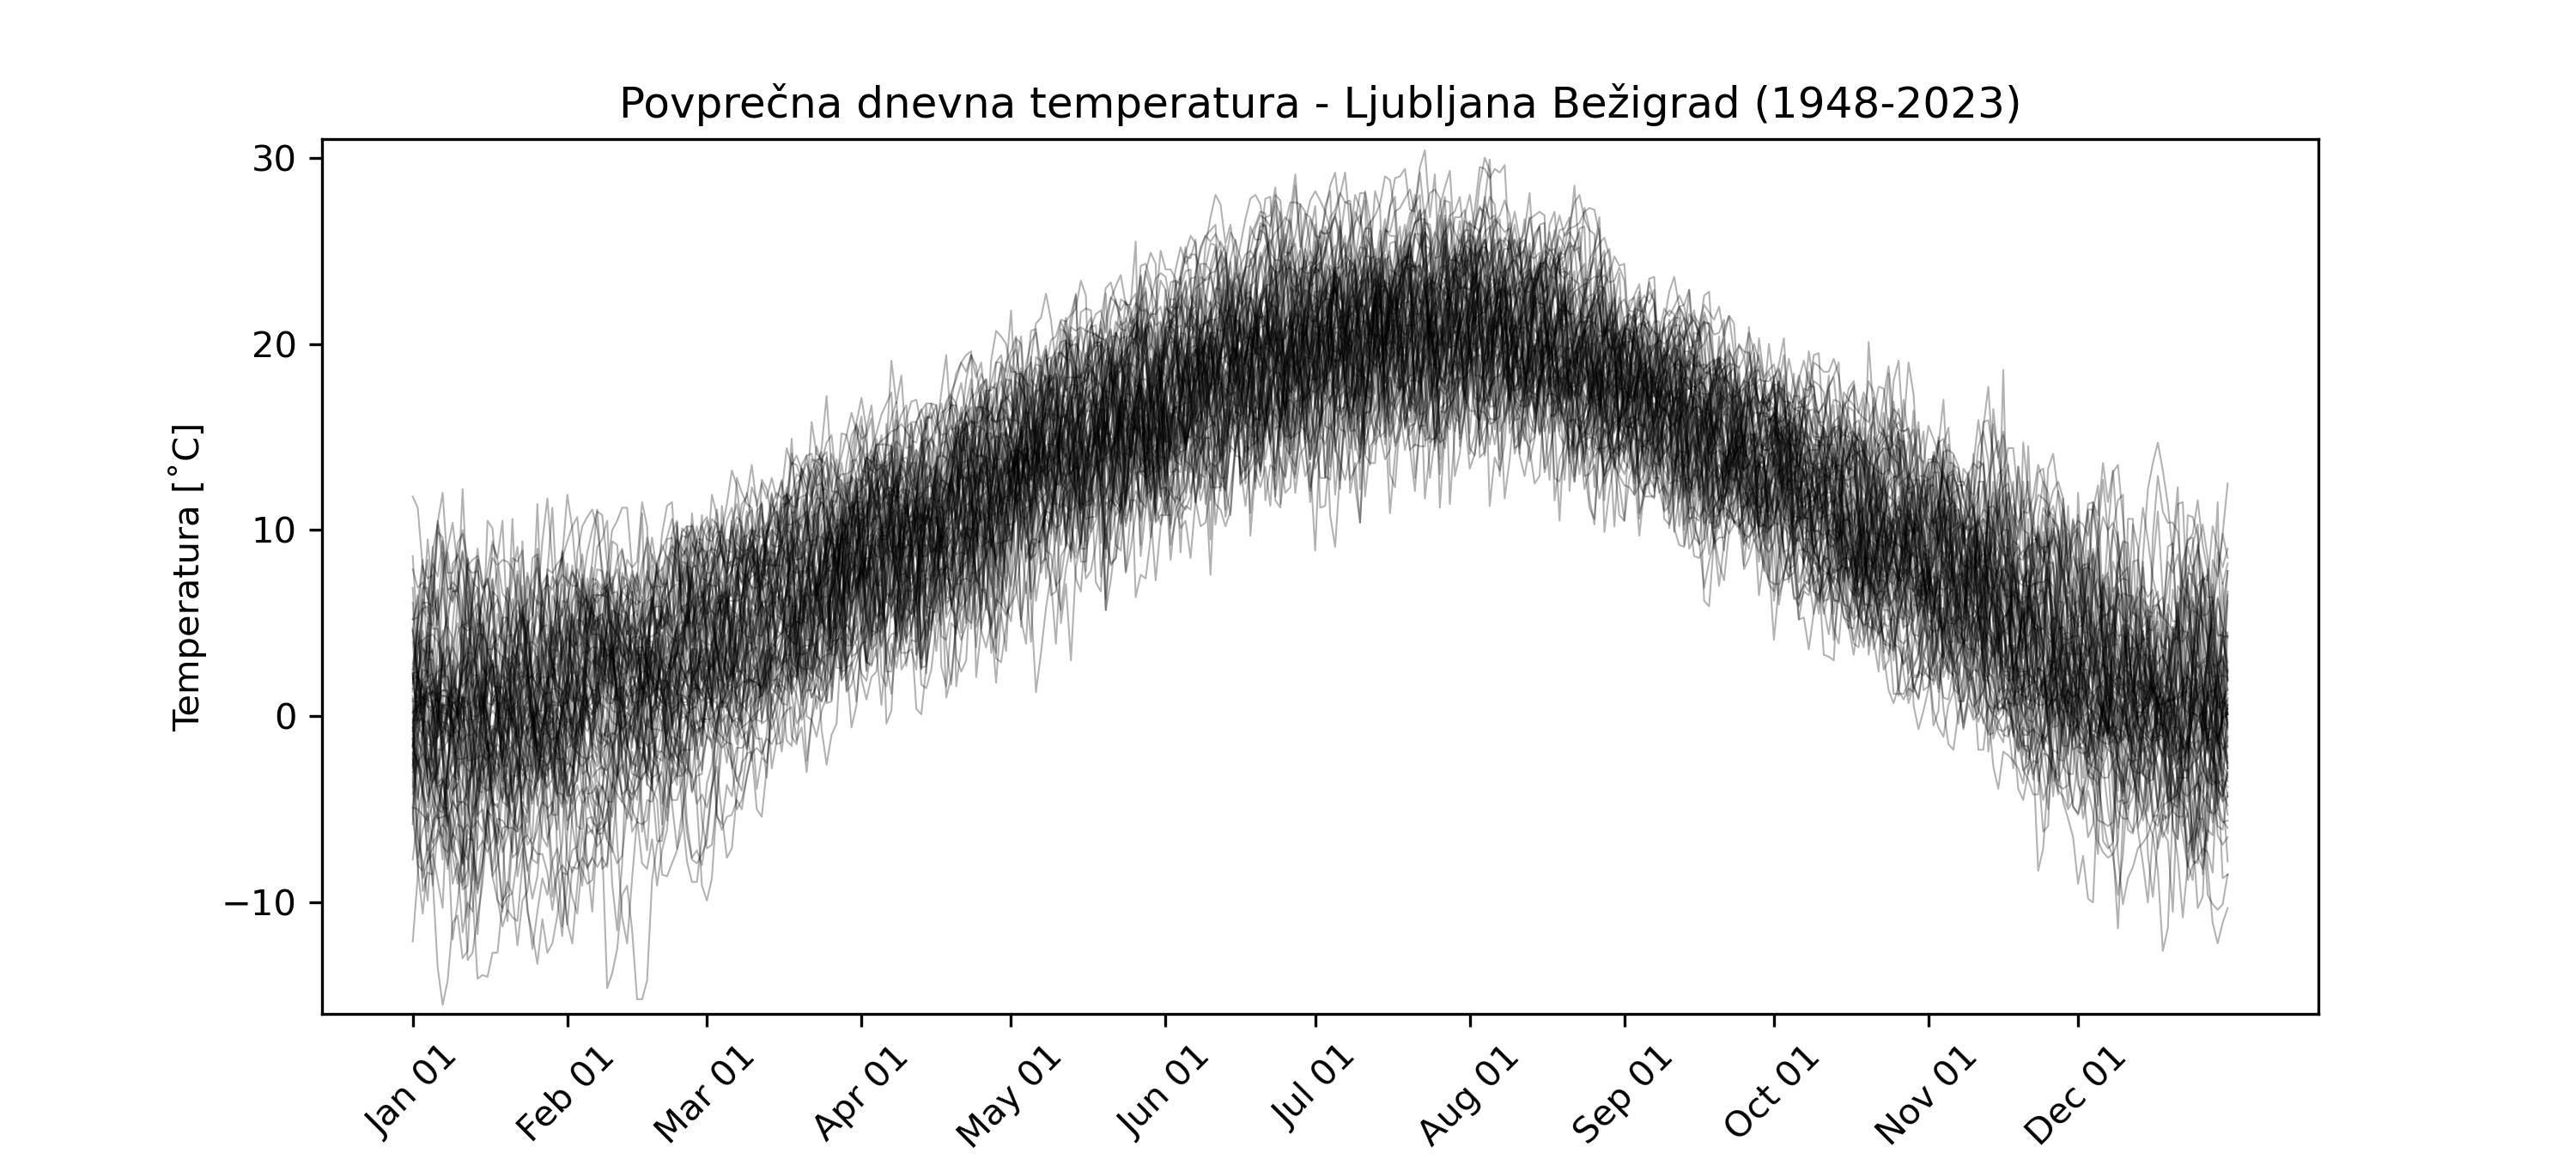 Povprečna dnevna temperatura - Ljubljana Bežigrad (1948-2023)
Temperatura [˚C]
30
20
10
0
−10
Jan 01
Feb 01
Mar 01
Apr 01
May 01
Jun 01
Jul 01
Aug 01
Sep 01
Oct 01
Nov 01
Dec 01